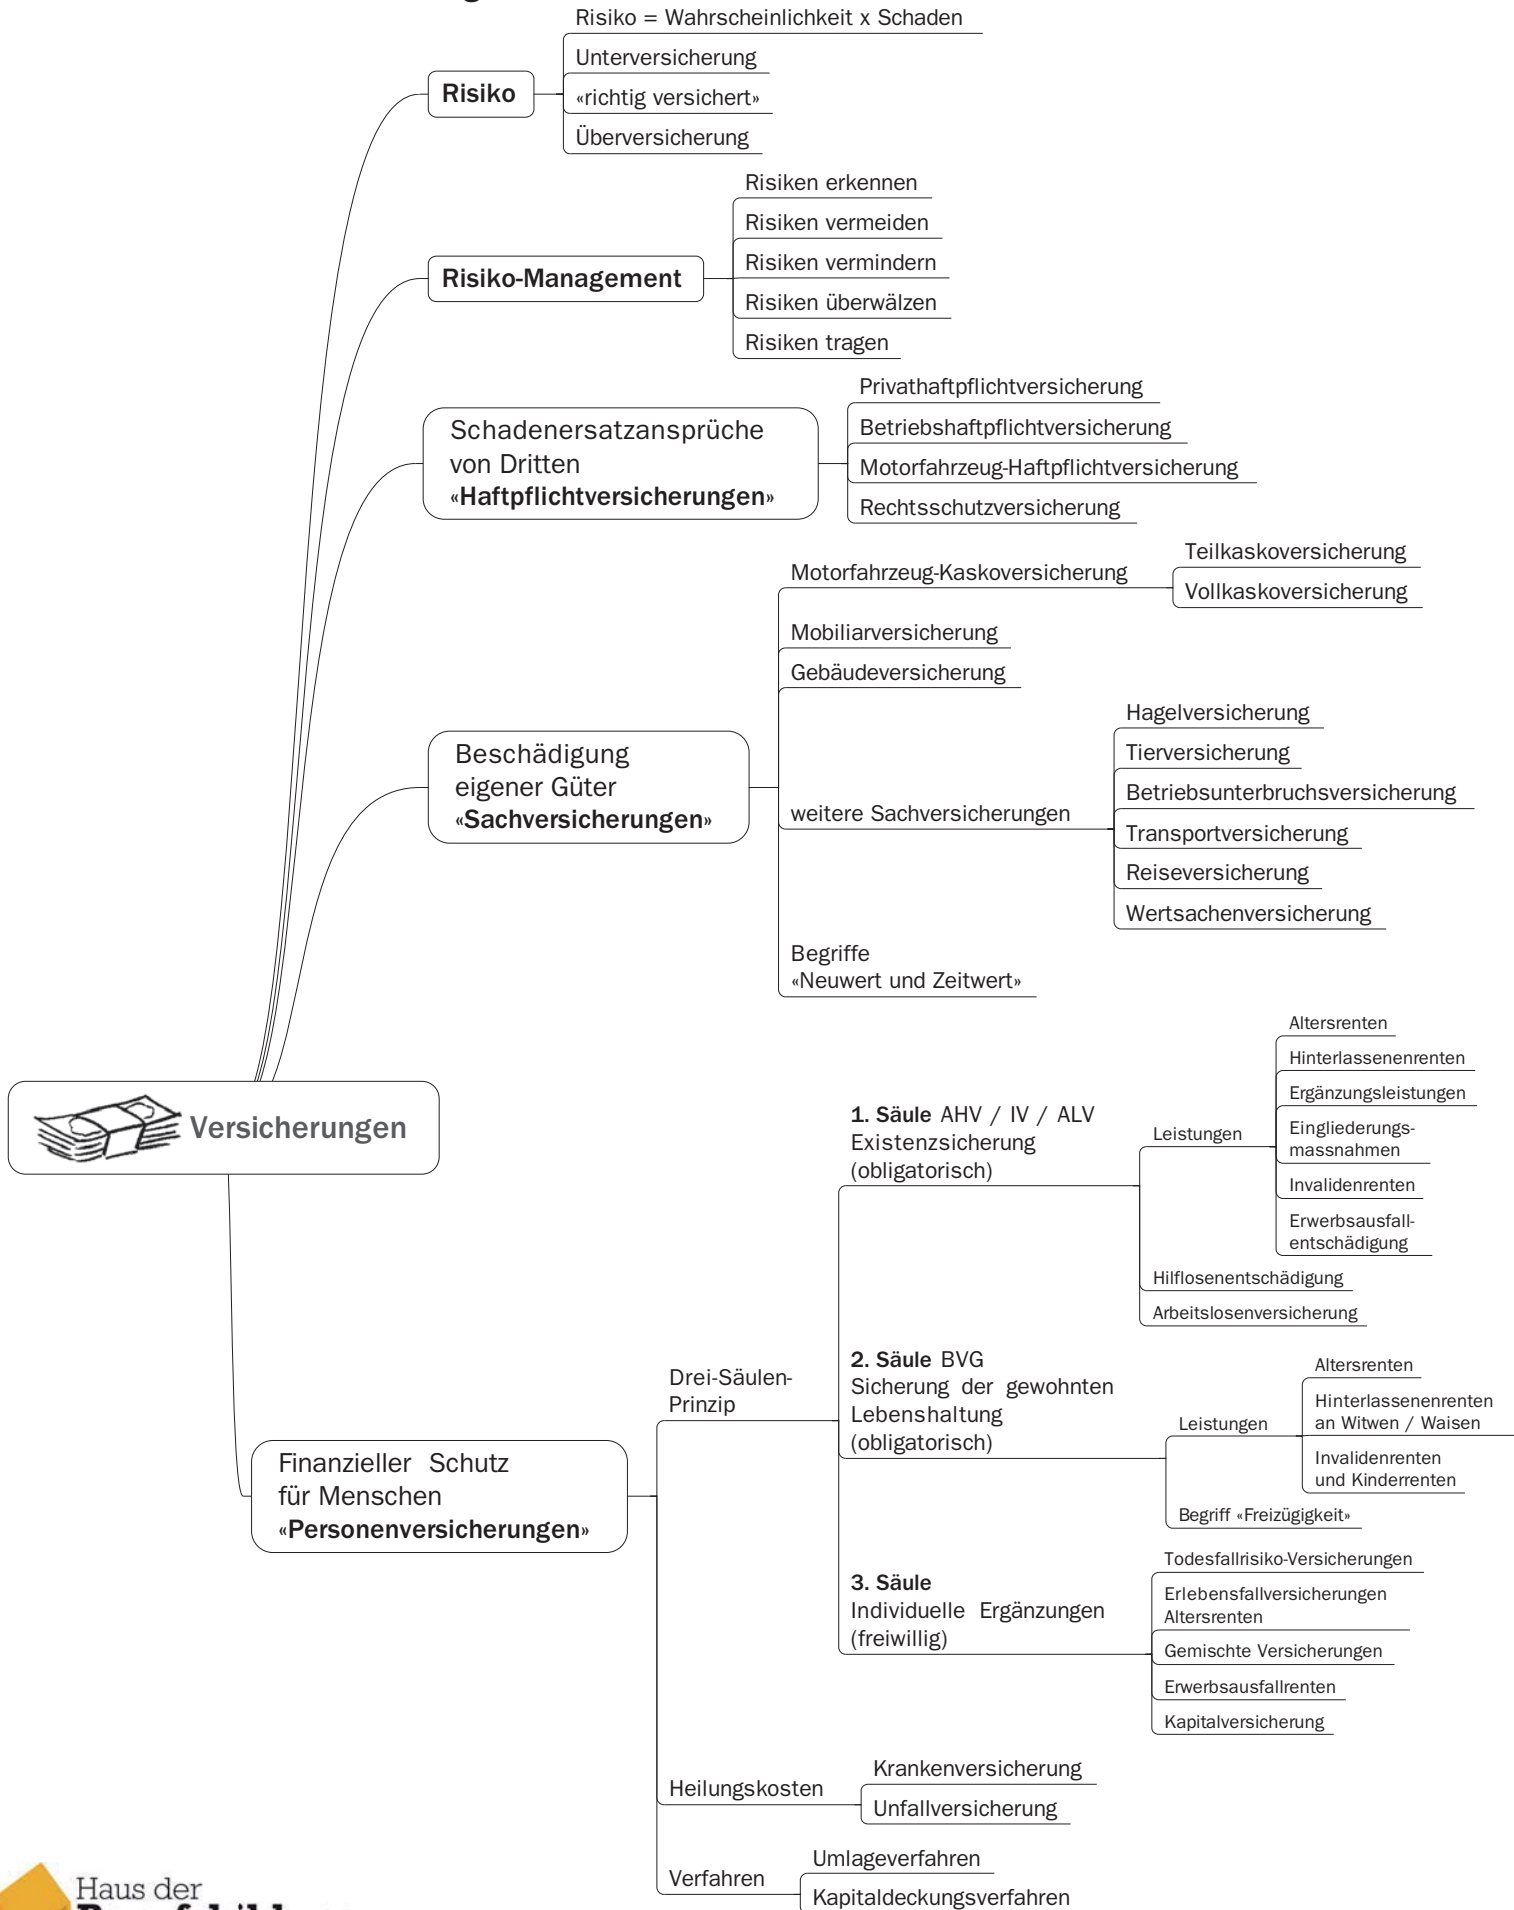 Risiko = Wahrscheinlichkeit x Schaden
Unterversicherung
Risiko
«richtig versichert»
Überversicherung
Risiken erkennen
Risiken vermeiden
Risiko-Management
Risiken vermindern
Risiken überwälzen
Risiken tragen
Schadenersatzansprüche
von Dritten
«Haftpflichtversicherungen»
Privathaftpflichtversicherung
Betriebshaftpflichtversicherung
Motorfahrzeug-Haftpflichtversicherung
Rechtsschutzversicherung
Beschädigung
eigener Güter
«Sachversicherungen»
Motorfahrzeug-Kaskoversicherung
Teilkaskoversicherung
Vollkaskoversicherung
Mobiliarversicherung
Gebäudeversicherung
weitere Sachversicherungen
Hagelversicherung
Tierversicherung
Betriebsunterbruchsversicherung
Transportversicherung
Reiseversicherung
Wertsachenversicherung
Begriffe
«Neuwert und Zeitwert»
Versicherungen
Finanzieller Schutz
für Menschen
«Personenversicherungen»
Drei-Säulen-
Prinzip
1. Säule AHV / IV / ALV
Existenzsicherung
(obligatorisch)
Leistungen
Altersrenten
Hinterlassenenrenten
Ergänzungsleistungen
Eingliederungs-
massnahmen
Invalidenrenten
Erwerbsausfall-
entschädigung
Hilflosenentschädigung
Arbeitslosenversicherung
2. Säule BVG
Sicherung der gewohnten
Lebenshaltung
(obligatorisch)
Leistungen
Altersrenten
Hinterlassenenrenten
an Witwen / Waisen
Invalidenrenten
und Kinderrenten
Begriff «Freizügigkeit»
3. Säule
Individuelle Ergänzungen
(freiwillig)
Todesfallrisiko-Versicherungen
Erlebensfallversicherungen
Altersrenten
Gemischte Versicherungen
Erwerbsausfallrenten
Kapitalversicherung
Heilungskosten
Krankenversicherung
Unfallversicherung
Verfahren
Umlageverfahren
Kapitaldeckungsverfahren
Haus der